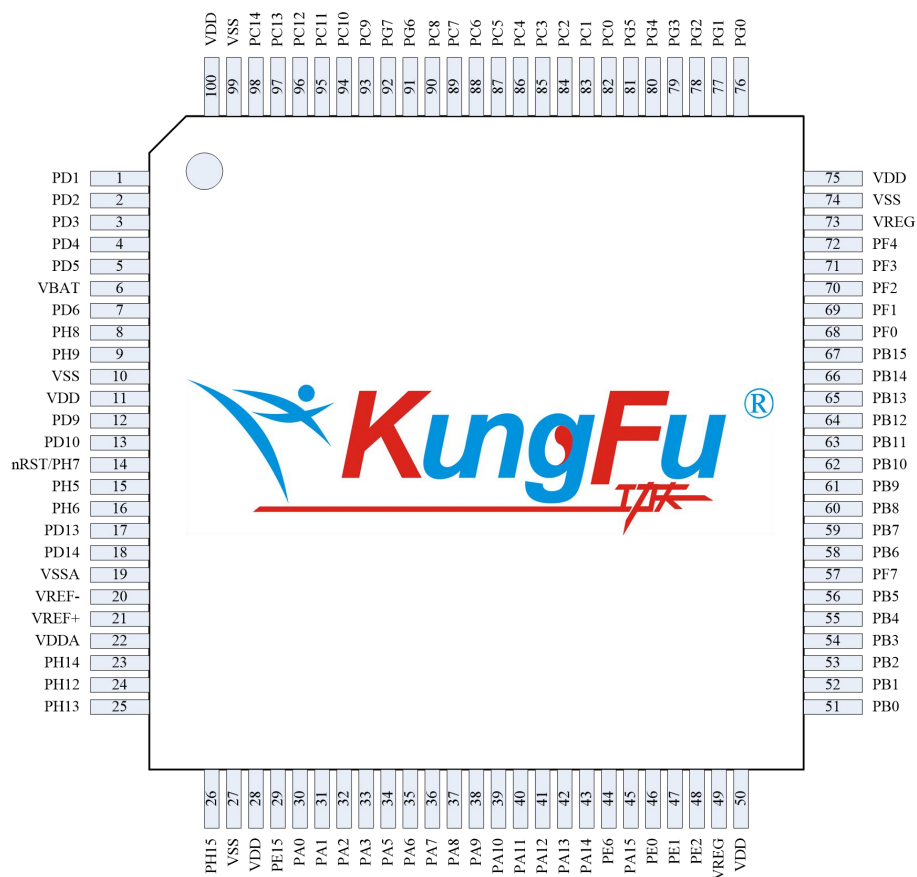 VDD VSS PC14 PC13 PC12 PC11 PC10 PC9 PG7 PG6 PC8 PC7 PC6 PC5 PC4 PC3 PC2 PC1 PC0 PG5 PG4 PG3 PG2 PG1 PG0
100 99 98 97 96 95 94 93 92 91 90 89 88 87 86 85 84 83 82 81 80 79 78 77 76
PD1 1 75 VDD
PD2 2 74 VSS
PD3 3 73 VREG
PD4 4 72 PF4
PD5 5 71 PF3
VBAT 6 70 PF2
PD6 7 69 PF1
PH8 8 68 PF0
PH9 9 67 PB15
VSS 10 66 PB14
VDD 11 65 PB13
PD9 12 64 PB12
PD10 13 63 PB11
nRST/PH7 14 62 PB10
PH5 15 61 PB9
PH6 16 60 PB8
PD13 17 59 PB7
PD14 18 58 PB6
VSSA 19 57 PF7
VREF- 20 56 PB5
VREF+ 21 55 PB4
VDDA 22 54 PB3
PH14 23 53 PB2
PH12 24 52 PB1
PH13 25 51 PB0
KungFu ®
功夫
26 27 28 29 30 31 32 33 34 35 36 37 38 39 40 41 42 43 44 45 46 47 48 49 50
PH15 VSS VDD PE15 PA0 PA1 PA2 PA3 PA5 PA6 PA7 PA8 PA9 PA10 PA11 PA12 PA13 PA14 PE6 PA15 PE0 PE1 PE2 VREG VDD